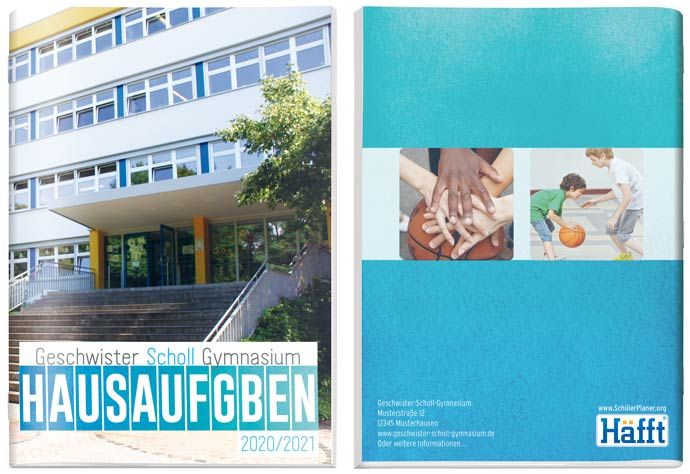 Geschwister Scholl Gymnasium
HAUSAUFGBEN
2020/2021
Geschwister-Scholl-Gymnasium
Musterstraße 12
12345 Musterhausen
www.geschwister-scholl-gymnasium.de
Oder weitere Informationen ...
www.SchülerPlaner.org
Häfft